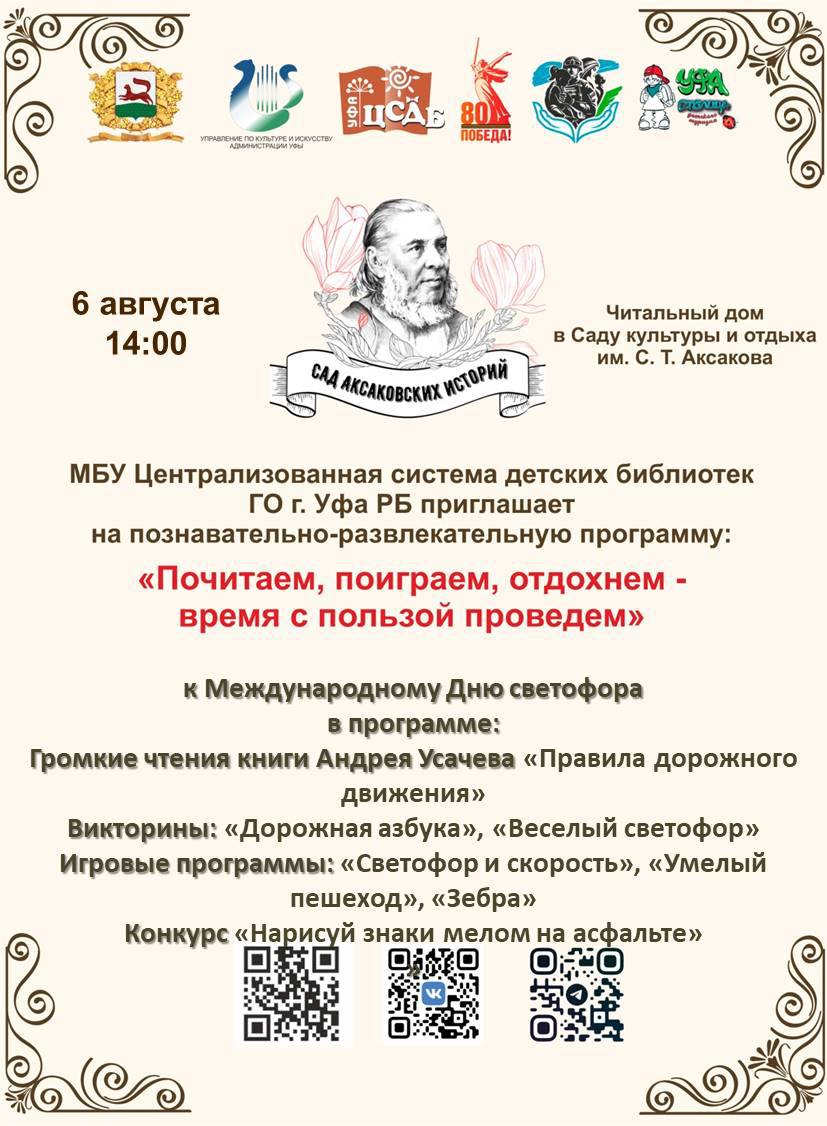 УПРАВЛЕНИЕ ПО КУЛЬТУРЕ И ИСКУССТВУ
АДМИНИСТРАЦИИ УФЫ
УФА
ЦСДБ
80
ПОБЕДА!
УФА
СТОЛИЦА
детского
туризма
6 августа
14:00
САД АКСАКОВСКИХ ИСТОРИЙ
Читальный дом
в Саду культуры и отдыха
им. С. Т. Аксакова
МБУ Централизованная система детских библиотек
ГО г. Уфа РБ приглашает
на познавательно-развлекательную программу:
«Почитаем, поиграем, отдохнем -
время с пользой проведем»
к Международному Дню светофора
в программе:
Громкие чтения книги Андрея Усачева «Правила дорожного
движения»
Викторины: «Дорожная азбука», «Веселый светофор»
Игровые программы: «Светофор и скорость», «Умелый
пешеход», «Зебра»
Конкурс «Нарисуй знаки мелом на асфальте»
»